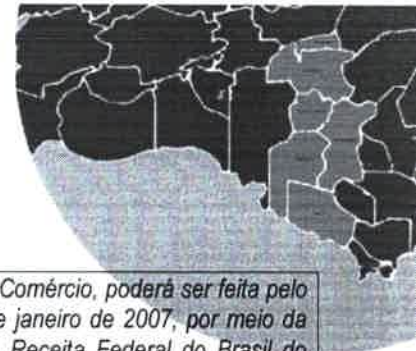 Comércio, poderá ser feita pelo
e janeiro de 2007, por meio da
Receita Federal do Brasil do